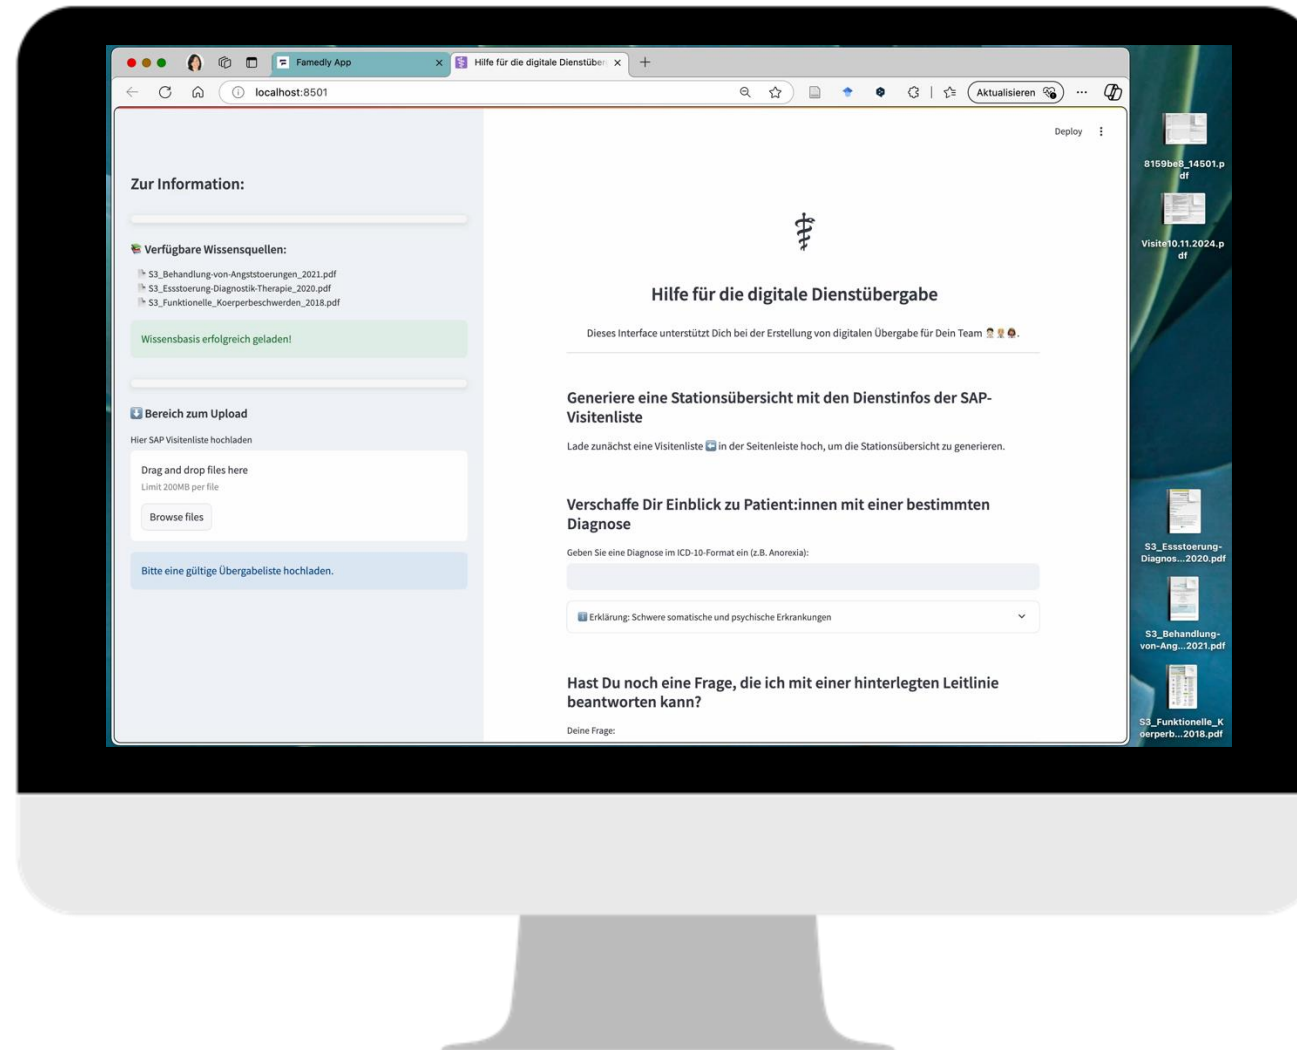 Famedly App
Hilfe für die digitale Dienstüber
localhost:8501
Aktualisieren
Deploy
Zur Information:
Verfügbare Wissensquellen:
S3_Behandlung-von-Angststoerungen_2021.pdf
S3_Essstoerung-Diagnostik-Therapie_2020.pdf
S3_Funktionelle_Koerperbeschwerden_2018.pdf
Wissensbasis erfolgreich geladen!
Bereich zum Upload
Hier SAP Visitenliste hochladen
Drag and drop files here
Limit 200MB per file
Browse files
Bitte eine gültige Übergabeliste hochladen.
Hilfe für die digitale Dienstübergabe
Dieses Interface unterstützt Dich bei der Erstellung von digitalen Übergabe für Dein Team.
Generiere eine Stationsübersicht mit den Dienstinfos der SAP-
Visitenliste
Lade zunächst eine Visitenliste in der Seitenleiste hoch, um die Stationsübersicht zu generieren.
Verschaffe Dir Einblick zu Patient:innen mit einer bestimmten
Diagnose
Geben Sie eine Diagnose im ICD-10-Format ein (z.B. Anorexia):
Erklärung: Schwere somatische und psychische Erkrankungen
Hast Du noch eine Frage, die ich mit einer hinterlegten Leitlinie
beantworten kann?
Deine Frage:
8159be8_14501.p
df
Visite10.11.2024.p
df
S3_Essstoerung-
Diagnos...2020.pdf
S3_Behandlung-
von-Ang...2021.pdf
S3_Funktionelle_K
oerperb...2018.pdf